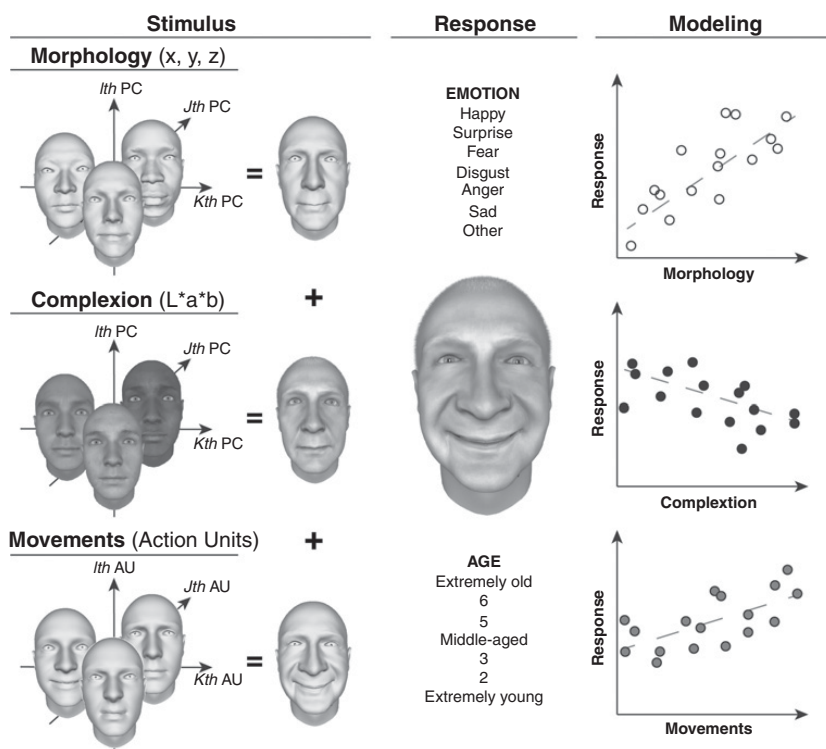 Stimulus
Response
Modeling
Morphology (x, y, z)
Ith PC
Jth PC
Kth PC
=
EMOTION
Happy
Surprise
Fear
Disgust
Anger
Sad
Other
Response
Morphology
+
Complexion (L*a*b)
Ith PC
Jth PC
Kth PC
=
Response
Complextion
+
Movements (Action Units)
Ith AU
Jth AU
Kth AU
=
AGE
Extremely old
6
5
Middle-aged
3
2
Extremely young
Response
Movements